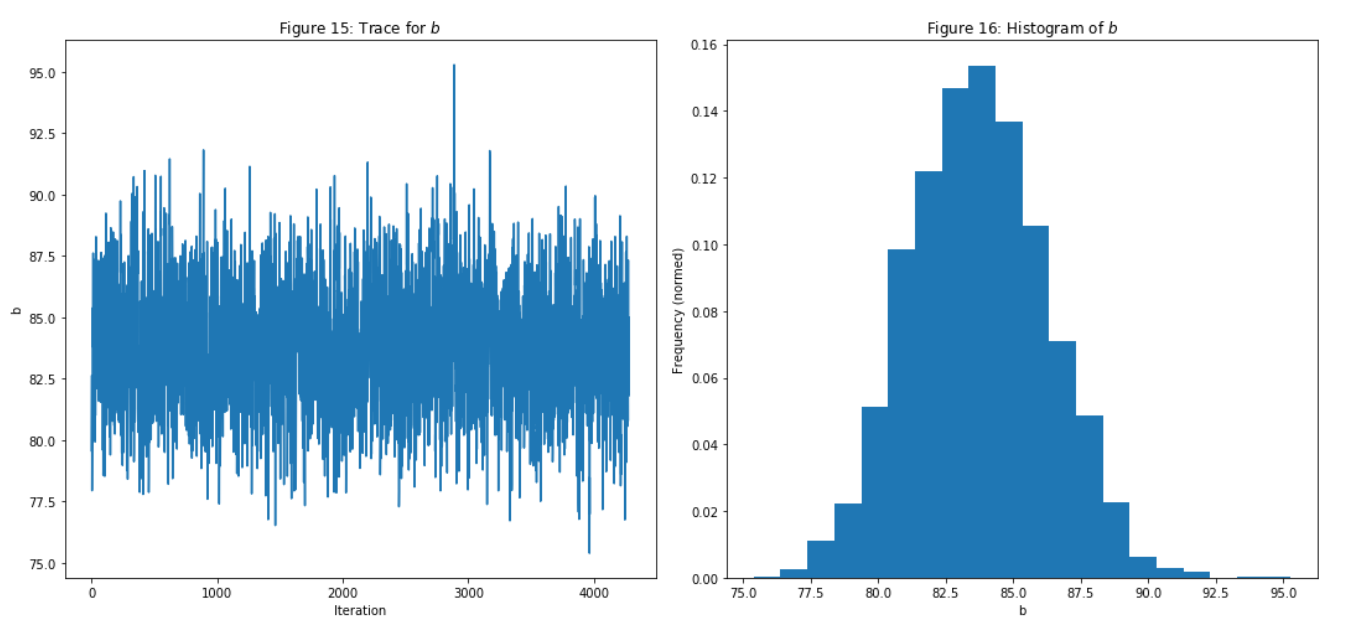 Figure 15: Trace for b
95.0
92.5
90.0
87.5
85.0
82.5
80.0
77.5
75.0
b
0 1000 2000 3000 4000
Iteration
Figure 16: Histogram of b
0.16
0.14
0.12
0.10
0.08
0.06
0.04
0.02
0.00
Frequency (normed)
75.0 77.5 80.0 82.5 85.0 87.5 90.0 92.5 95.0
b